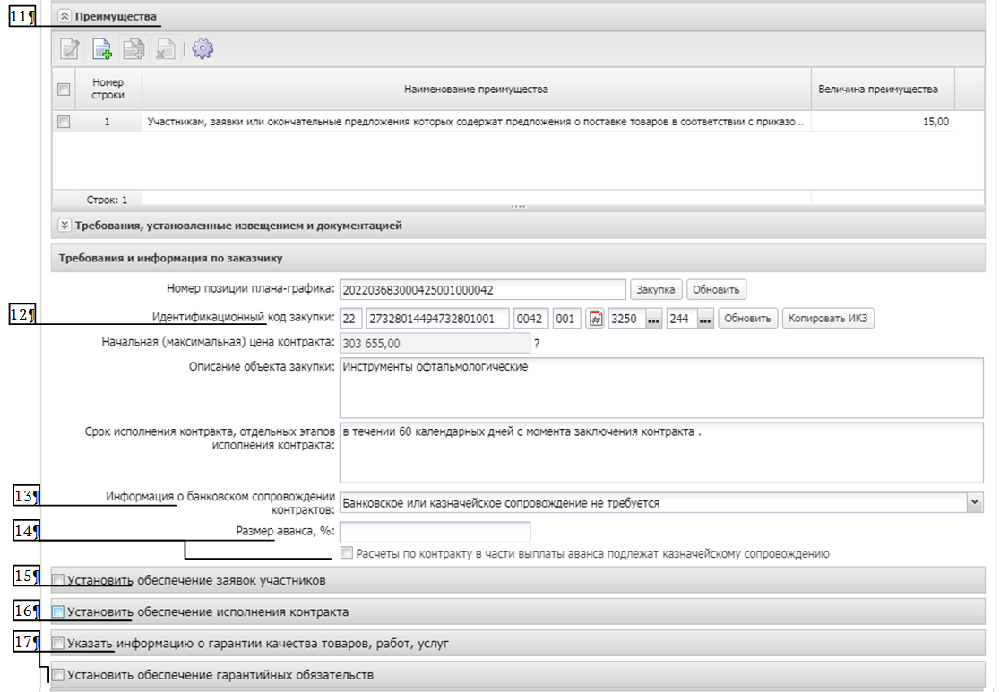 11¶ Преимущества
Номер строки Наименование преимущества Величина преимущества
1 Участникам, заявки или окончательные предложения которых содержат предложения о поставке товаров в соответствии с приказо... 15,00
Строк: 1
Требования, установленные извещением и документацией
Требования и информация по заказчику
Номер позиции плана-графика: 202203683000425001000042 Закупка Обновить
12¶ Идентификационный код закупки: 22 27328014494732801001 0042 001 # 3250 ... 244 ... Обновить Копировать ИКЗ
Начальная (максимальная) цена контракта: 303 655,00 ?
Описание объекта закупки: Инструменты офтальмологические
Срок исполнения контракта, отдельных этапов исполнения контракта: в течении 60 календарных дней с момента заключения контракта .
13¶ Информация о банковском сопровождении контрактов: Банковское или казначейское сопровождение не требуется
14¶ Размер аванса, %:
Расчеты по контракту в части выплаты аванса подлежат казначейскому сопровождению
15¶ Установить обеспечение заявок участников
16¶ Установить обеспечение исполнения контракта
17¶ Указать информацию о гарантии качества товаров, работ, услуг
Установить обеспечение гарантийных обязательств